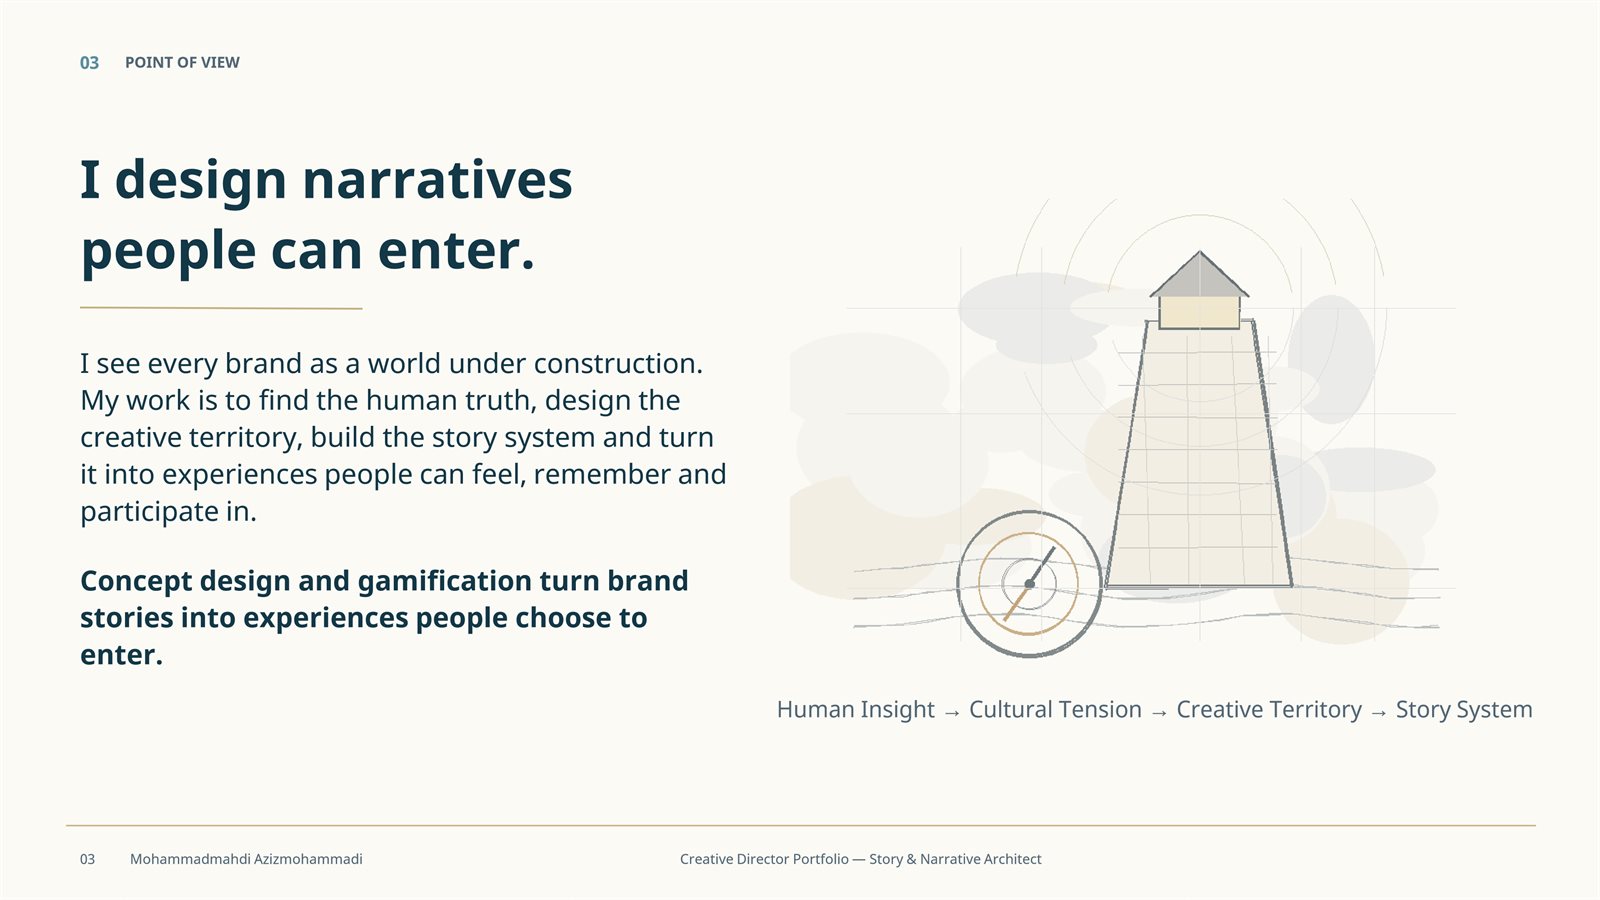 03 POINT OF VIEW
I design narratives
people can enter.
I see every brand as a world under construction.
My work is to find the human truth, design the
creative territory, build the story system and turn
it into experiences people can feel, remember and
participate in.
Concept design and gamification turn brand
stories into experiences people choose to
enter.
Human Insight → Cultural Tension → Creative Territory → Story System
03 Mohammadmahdi Azizmohammadi Creative Director Portfolio — Story & Narrative Architect